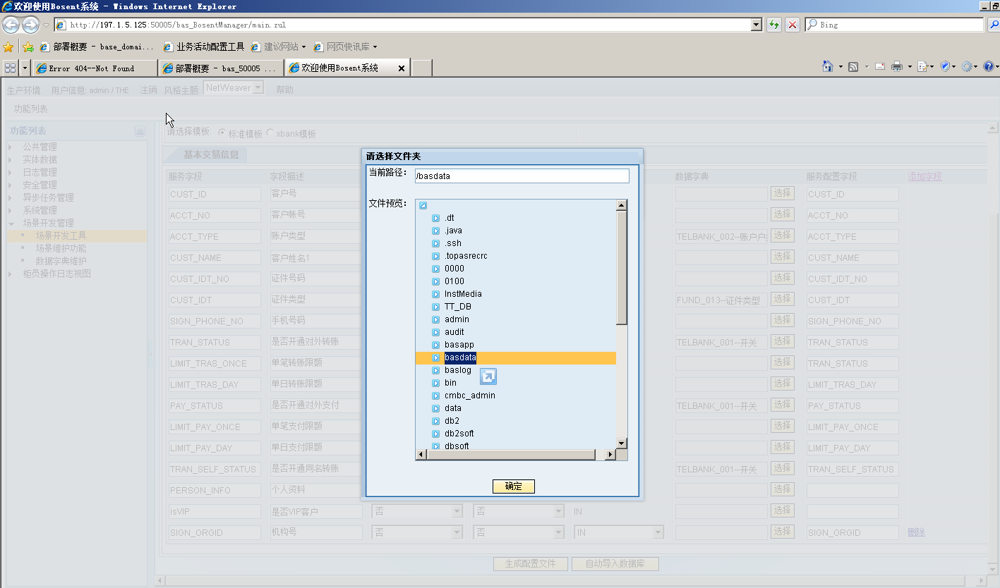 欢迎使用Bosent系统 - Windows Internet Explorer
http://197.1.5.125:50005/bas_BosentManager/main.zul
Bing
部署概要 - base_domai...
业务活动配置工具
建议网站
网页快讯库
Error 404--Not Found
部署概要 - bas_50005 ...
欢迎使用Bosent系统
生产环境 用户信息: admin / THE 注销 风格主题 NetWeaver 帮助
功能列表
功能列表
公共管理
实体数据
日志管理
安全管理
异步任务管理
系统管理
场景开发管理
场景开发工具
场景维护功能
数据字典维护
柜员操作日志视图
请选择模板: 标准模板 xbank模板
基本交易信息
服务字段 字段描述 数据字典 服务配置字段 添加字段
CUST_ID 客户号 选择 CUST_ID
ACCT_NO 客户帐号 选择 ACCT_NO
ACCT_TYPE 账户类型 TELBANK_002--账户户 选择 ACCT_TYPE
CUST_NAME 客户姓名1 选择 CUST_NAME
CUST_IDT_NO 证件号码 选择 CUST_IDT_NO
CUST_IDT 证件类型 FUND_013--证件类型 选择 CUST_IDT
SIGN_PHONE_NO 手机号码 选择 SIGN_PHONE_NO
TRAN_STATUS 是否开通对外转账 TELBANK_001--开关 选择 TRAN_STATUS
LIMIT_TRAS_ONCE 单笔转账限额 选择 TRAN_STATUS
LIMIT_TRAS_DAY 单日转账限额 选择 LIMIT_TRAS_DAY
PAY_STATUS 是否开通对外支付 TELBANK_001--开关 选择 PAY_STATUS
LIMIT_PAY_ONCE 单笔支付限额 选择 LIMIT_PAY_ONCE
LIMIT_PAY_DAY 单日支付限额 选择 LIMIT_PAY_DAY
TRAN_SELF_STATUS 是否开通同名转账 TELBANK_001--开关 选择 TRAN_SELF_STATUS
PERSON_INFO 个人资料 选择
isVIP 是否VIP客户 否 否 IN 选择
SIGN_ORGID 机构号 否 否 IN 选择 SIGN_ORGID 删除
生成配置文件 自动导入数据库
请选择文件夹
当前路径: /basdata
文件预览:
.dt
.java
.ssh
.topasrecrc
0000
0100
InstMedia
TT_DB
admin
audit
basapp
basdata
baslog
bin
cmbc_admin
data
db2
db2soft
dbsoft
确定